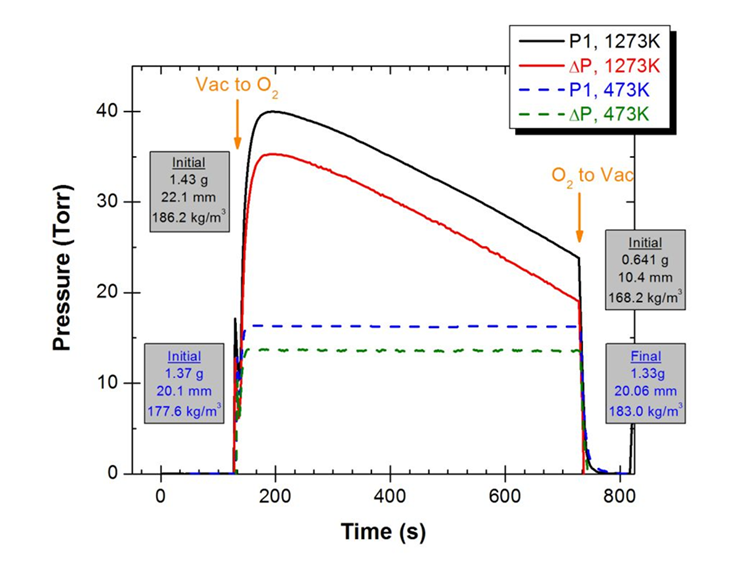 P1, 1273K
ΔP, 1273K
P1, 473K
ΔP, 473K
Vac to O₂
O₂ to Vac
Initial
1.43 g
22.1 mm
186.2 kg/m³
Initial
0.641 g
10.4 mm
168.2 kg/m³
Initial
1.37 g
20.1 mm
177.6 kg/m³
Final
1.33g
20.06 mm
183.0 kg/m³
Pressure (Torr)
40
30
20
10
0
0 200 400 600 800
Time (s)